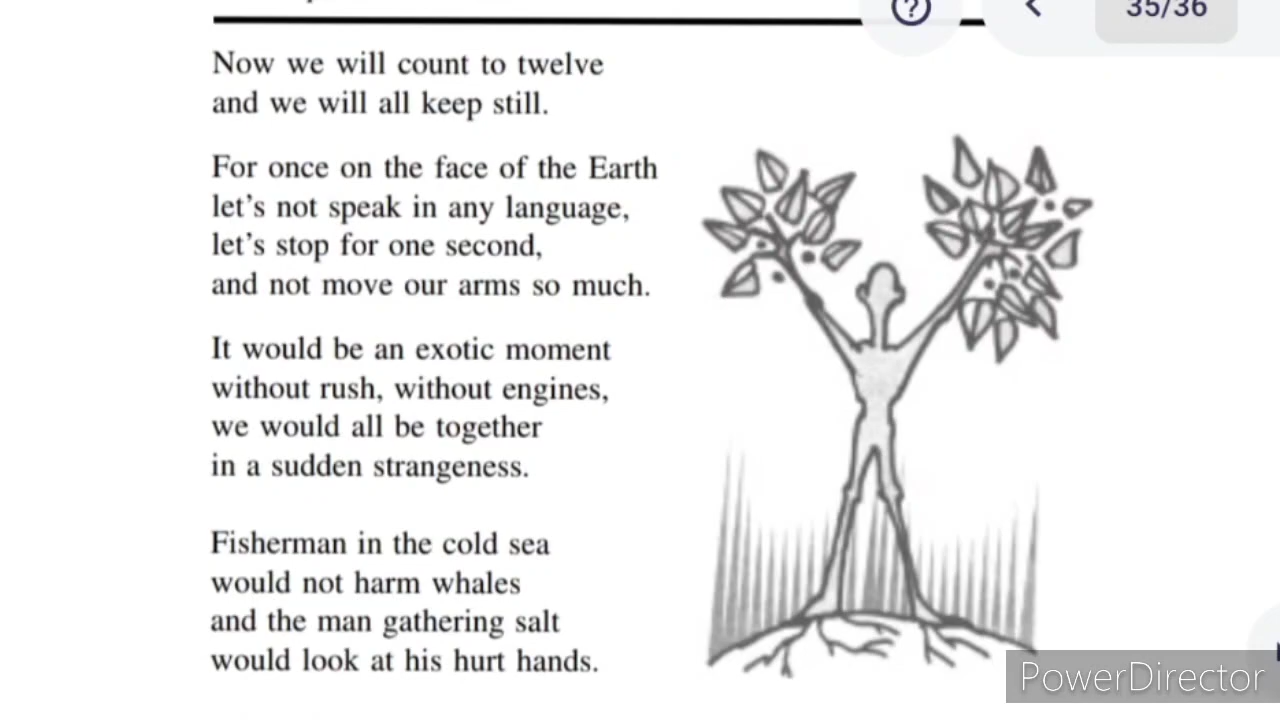 35/36
Now we will count to twelve
and we will all keep still.
For once on the face of the Earth
let's not speak in any language,
let's stop for one second,
and not move our arms so much.
It would be an exotic moment
without rush, without engines,
we would all be together
in a sudden strangeness.
Fisherman in the cold sea
would not harm whales
and the man gathering salt
would look at his hurt hands.
PowerDirector